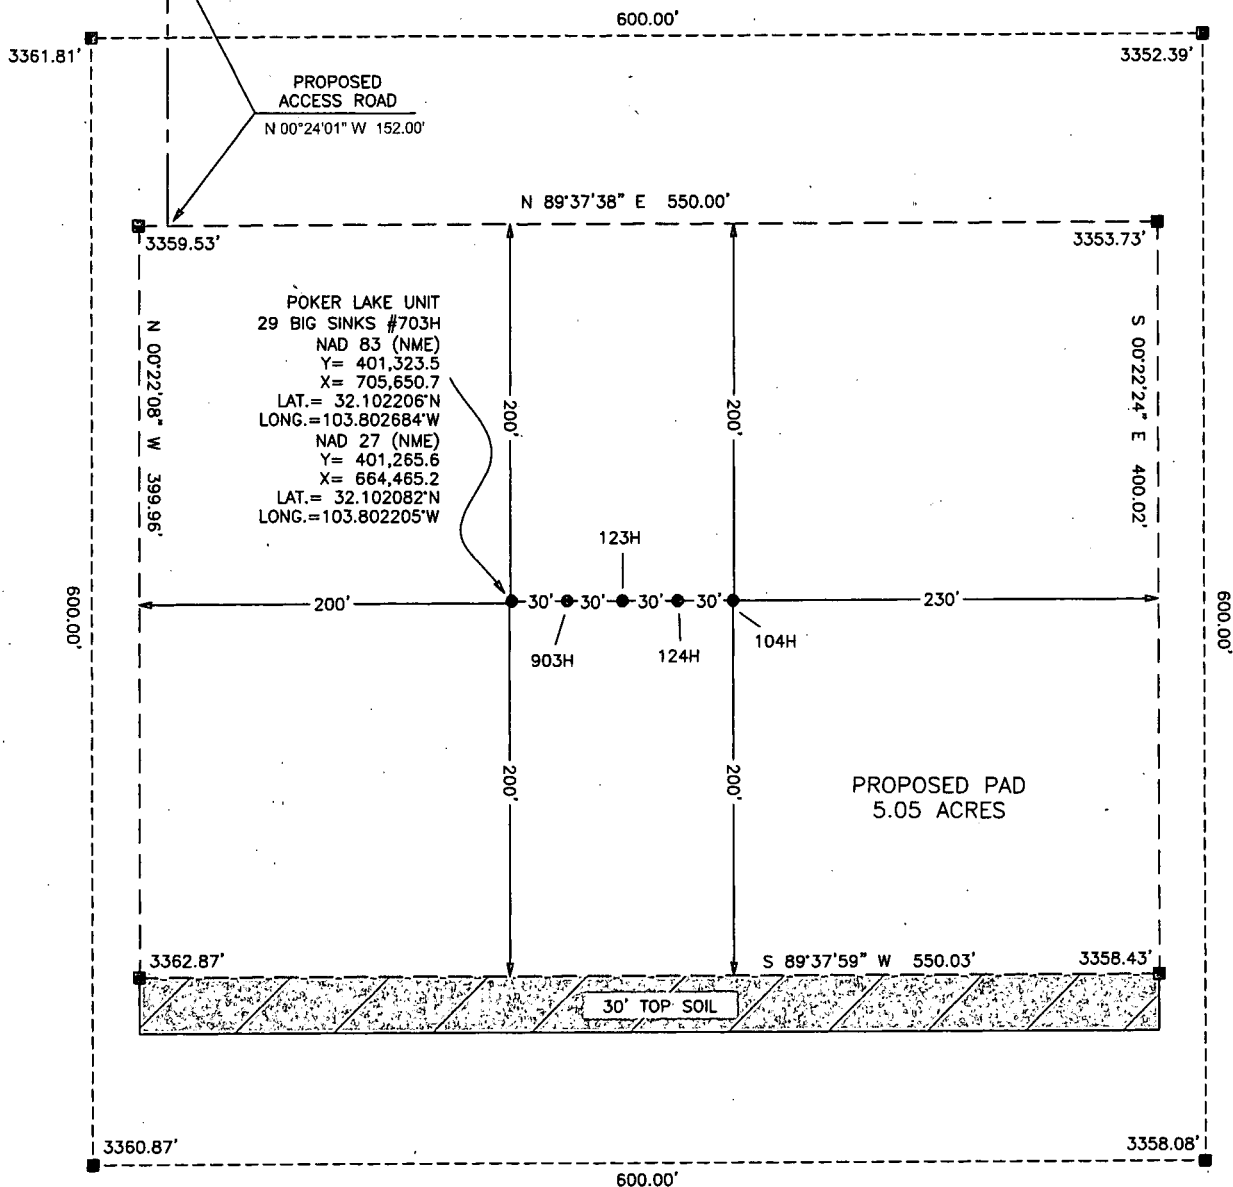 600.00'
3361.81'
3352.39'
PROPOSED
ACCESS ROAD
N 00°24'01" W 152.00'
N 89°37'38" E 550.00'
3359.53'
3353.73'
POKER LAKE UNIT
29 BIG SINKS #703H
NAD 83 (NME)
Y= 401,323.5
X= 705,650.7
LAT.= 32.102206°N
LONG.=103.802684°W
NAD 27 (NME)
Y= 401,265.6
X= 664,465.2
LAT.= 32.102082°N
LONG.=103.802205°W
N 00°22'08" W 399.96'
S 00°22'24" E 400.02'
200'
200'
123H
600.00'
200'
30'
30'
30'
30'
230'
600.00'
903H
124H
104H
200'
200'
PROPOSED PAD
5.05 ACRES
3362.87'
S 89°37'59" W 550.03'
3358.43'
30' TOP SOIL
3360.87'
3358.08'
600.00'